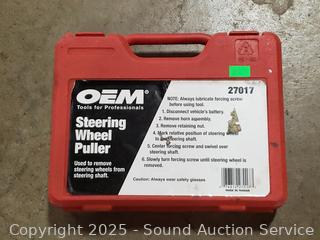 OEM
Tools for Professionals
27017
Steering
Wheel
Puller
Used to remove
steering wheels from
steering shaft.
NOTE: Always lubricate forcing screw
before using tool.
1. Disconnect vehicle's battery.
2. Remove horn assembly.
3. Remove retaining nut.
4. Mark relative position of steering wheel
steering shaft.
5. Center forcing screw and swivel over
steering shaft.
6. Slowly turn forcing screw until steering wheel is
removed.
Caution: Always wear safety glasses
Copyright 2025 - Sound Auction Service